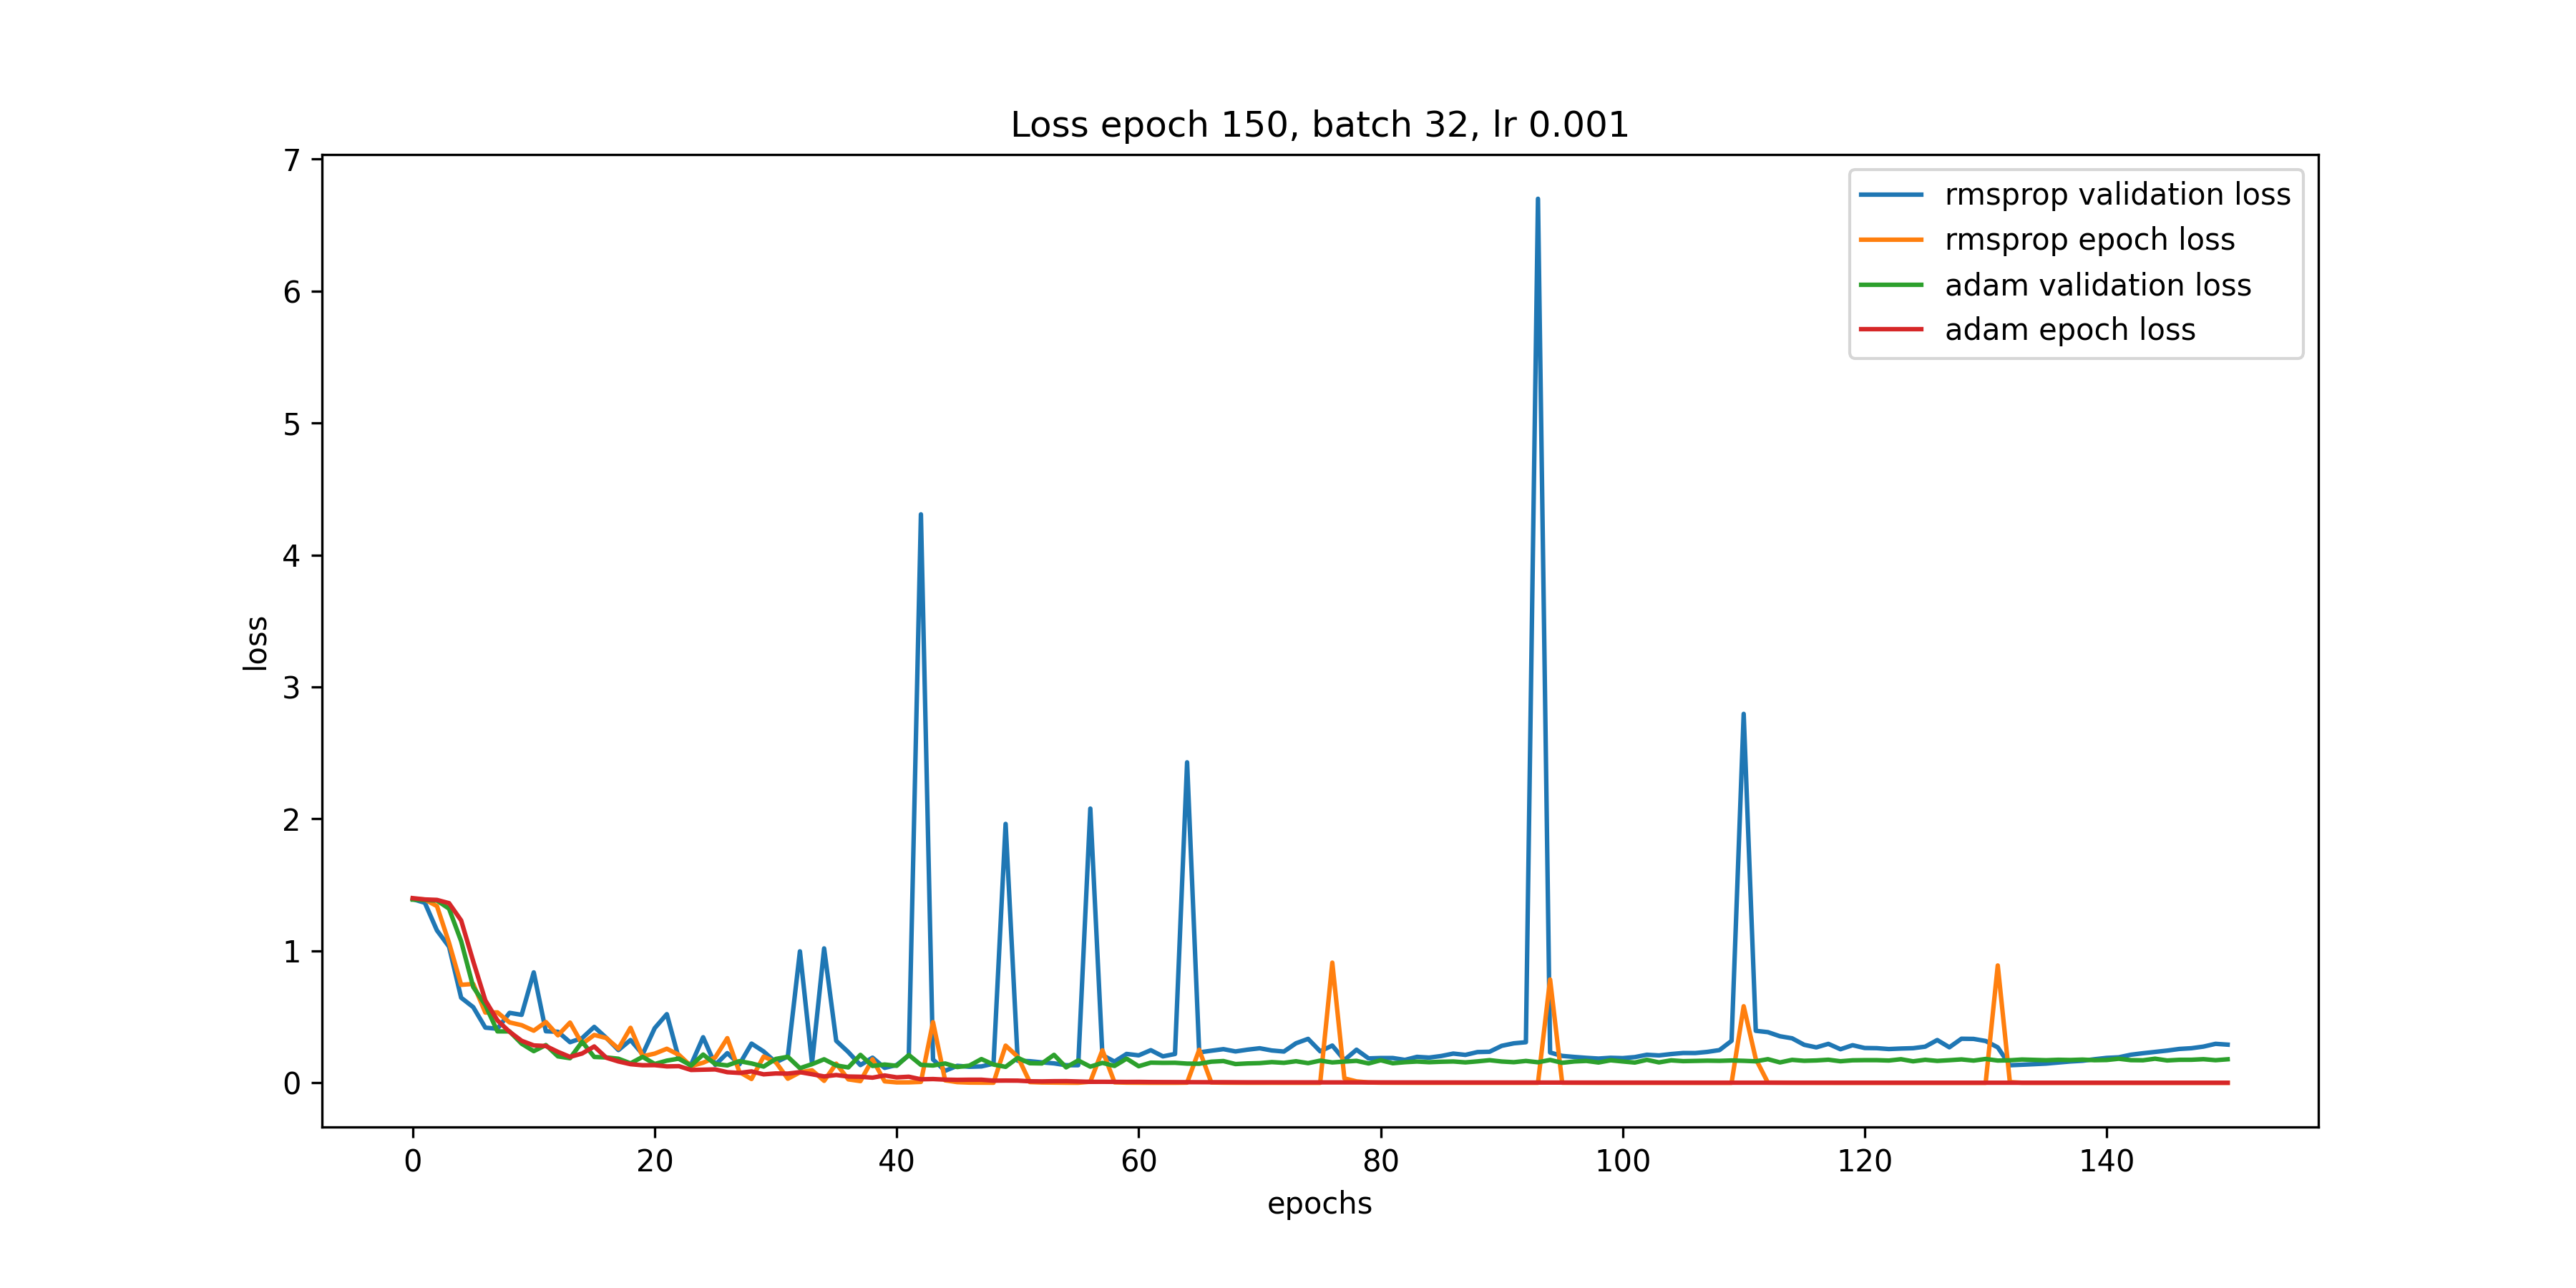 Loss epoch 150, batch 32, lr 0.001
7
6
5
4
3
2
1
0
loss
rmsprop validation loss
rmsprop epoch loss
adam validation loss
adam epoch loss
0 20 40 60 80 100 120 140
epochs